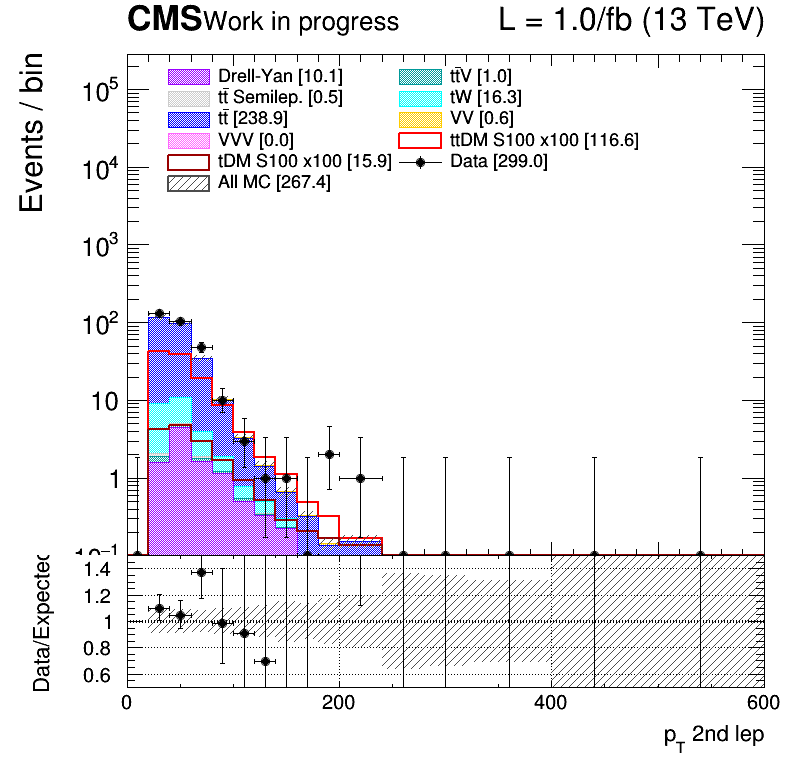 CMS Work in progress L = 1.0/fb (13 TeV)
Drell-Yan [10.1] tt̄V [1.0]
tt̄ Semilep. [0.5] tW [16.3]
tt̄ [238.9] VV [0.6]
VVV [0.0] ttDM S100 x100 [116.6]
tDM S100 x100 [15.9] Data [299.0]
All MC [267.4]
Events / bin
10⁵
10⁴
10³
10²
10
1
10⁻¹
Data/Expected
1.4
1.2
1
0.8
0.6
0 200 400 600
p_T 2nd lep